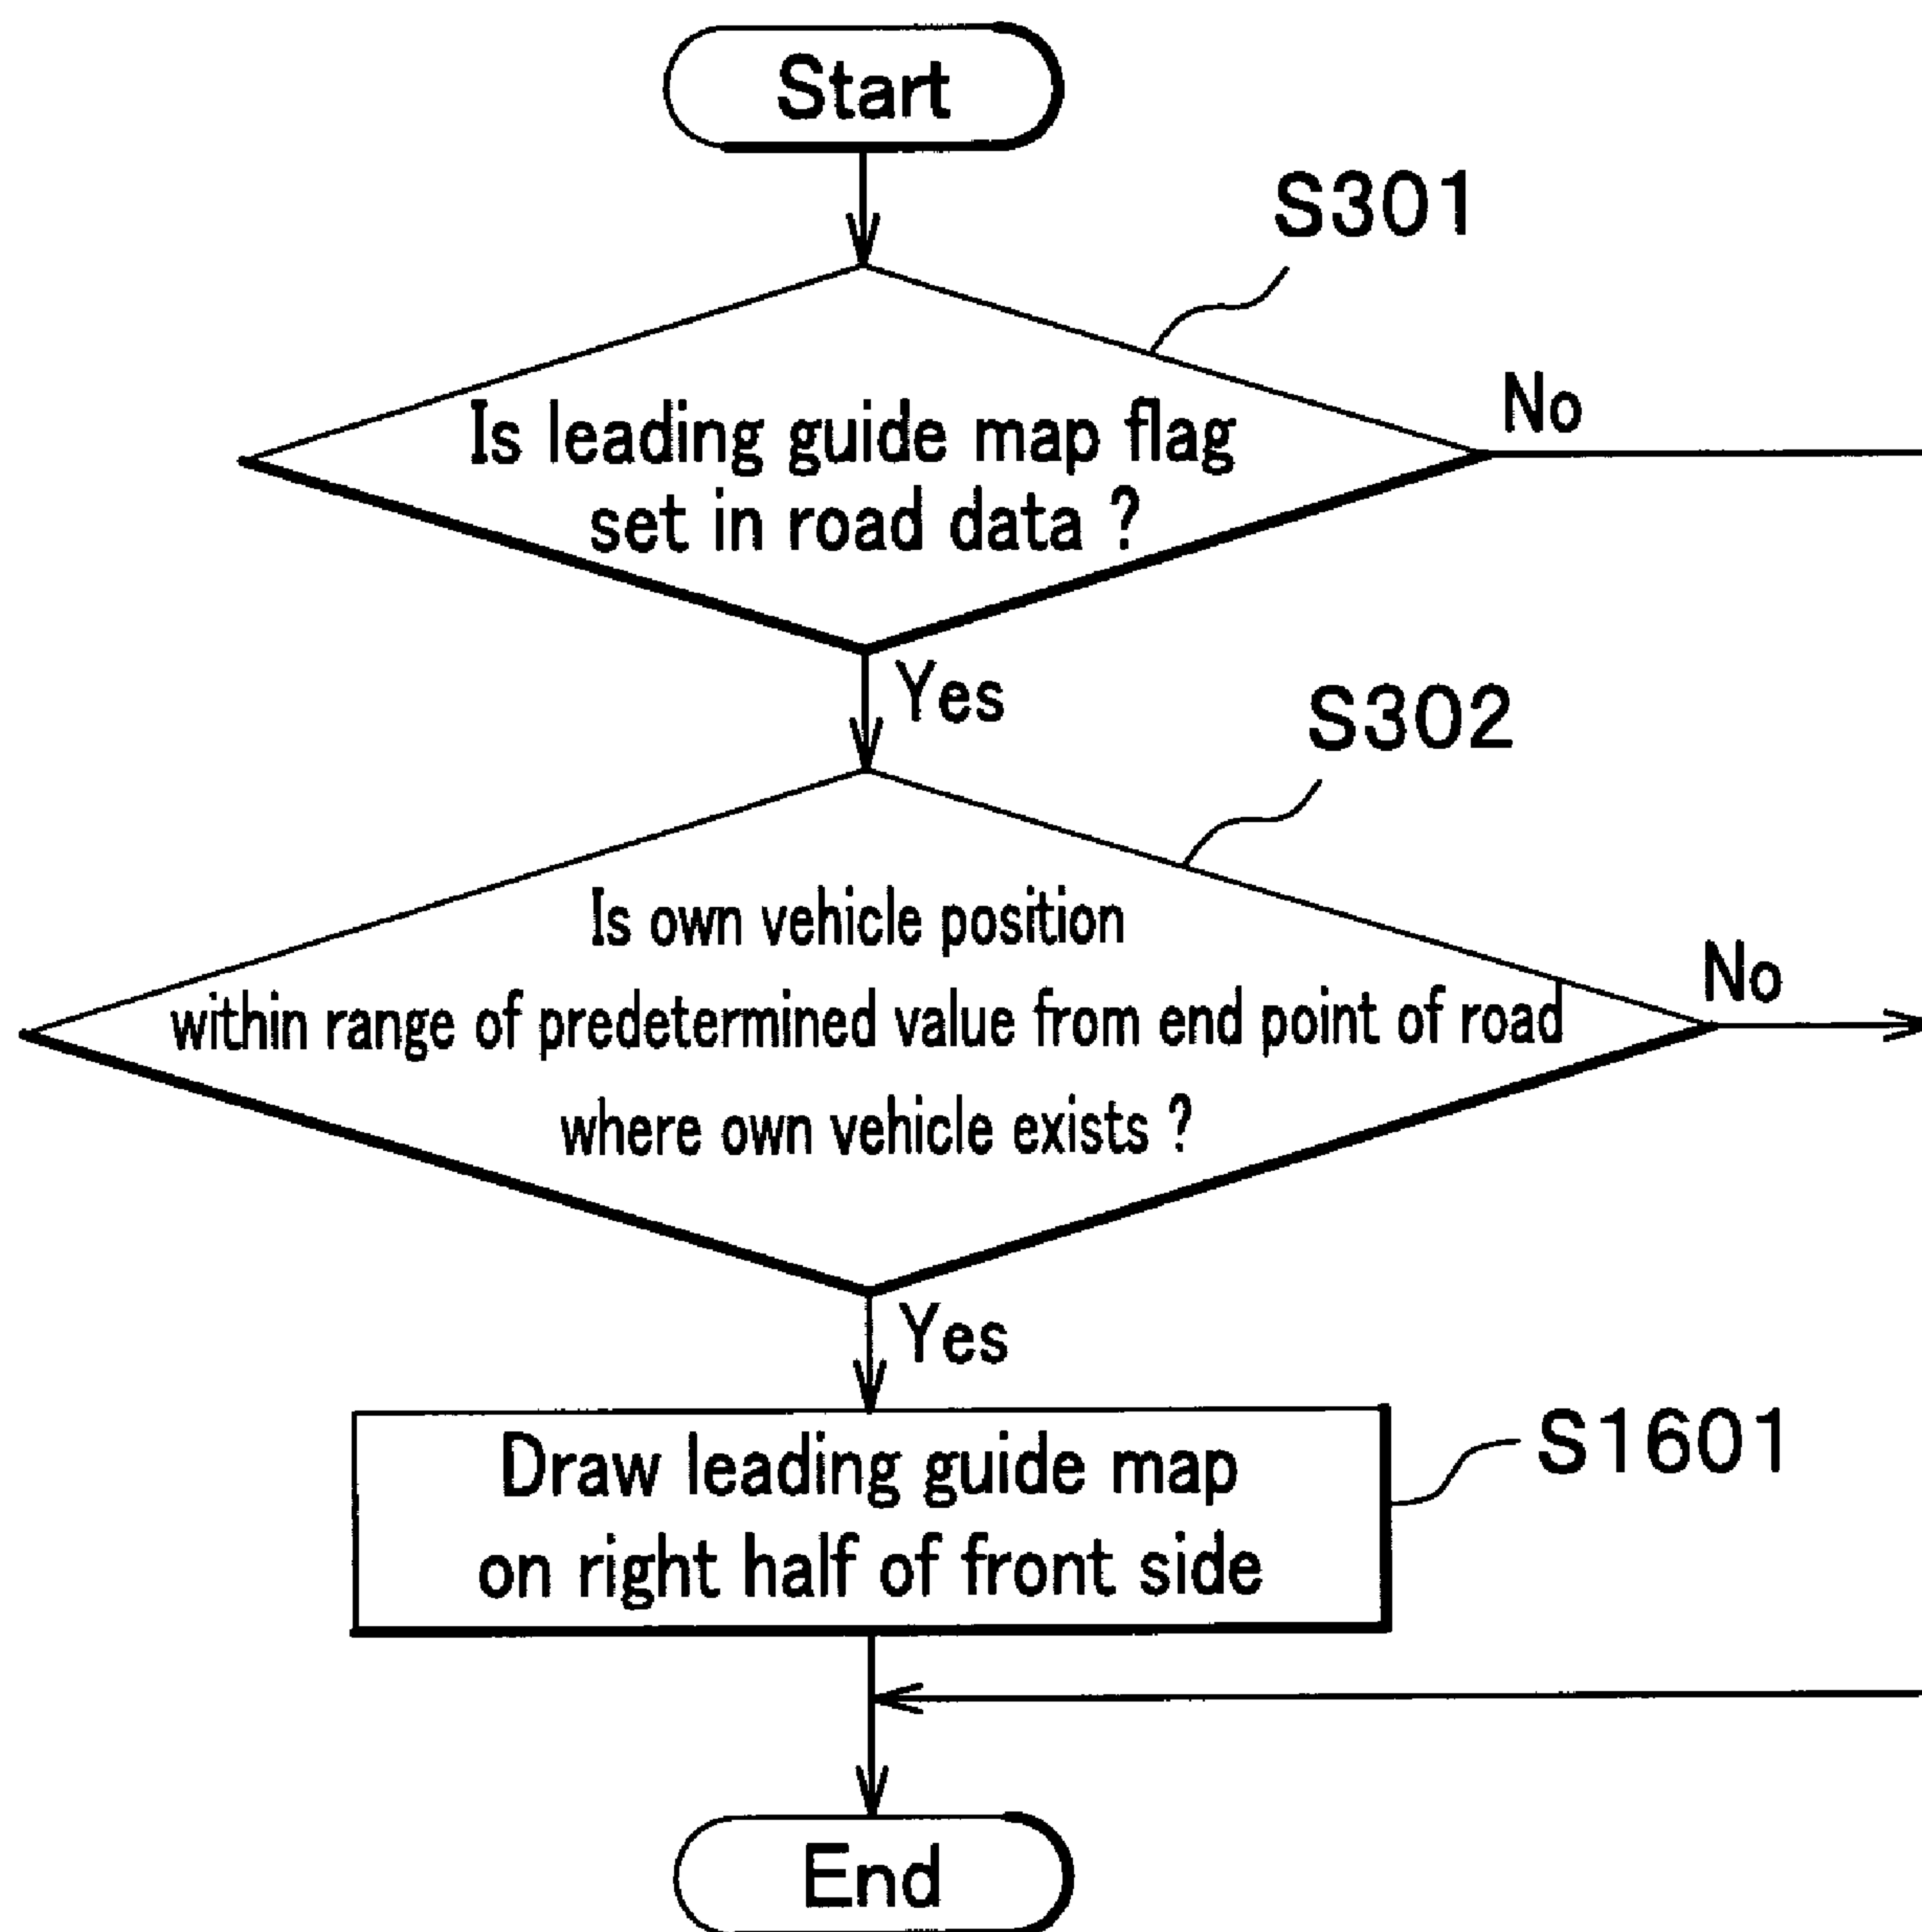 Start
S301
Is leading guide map flag
set in road data ?
No
Yes
S302
Is own vehicle position
within range of predetermined value from end point of road
where own vehicle exists ?
No
Yes
Draw leading guide map
on right half of front side
S1601
End